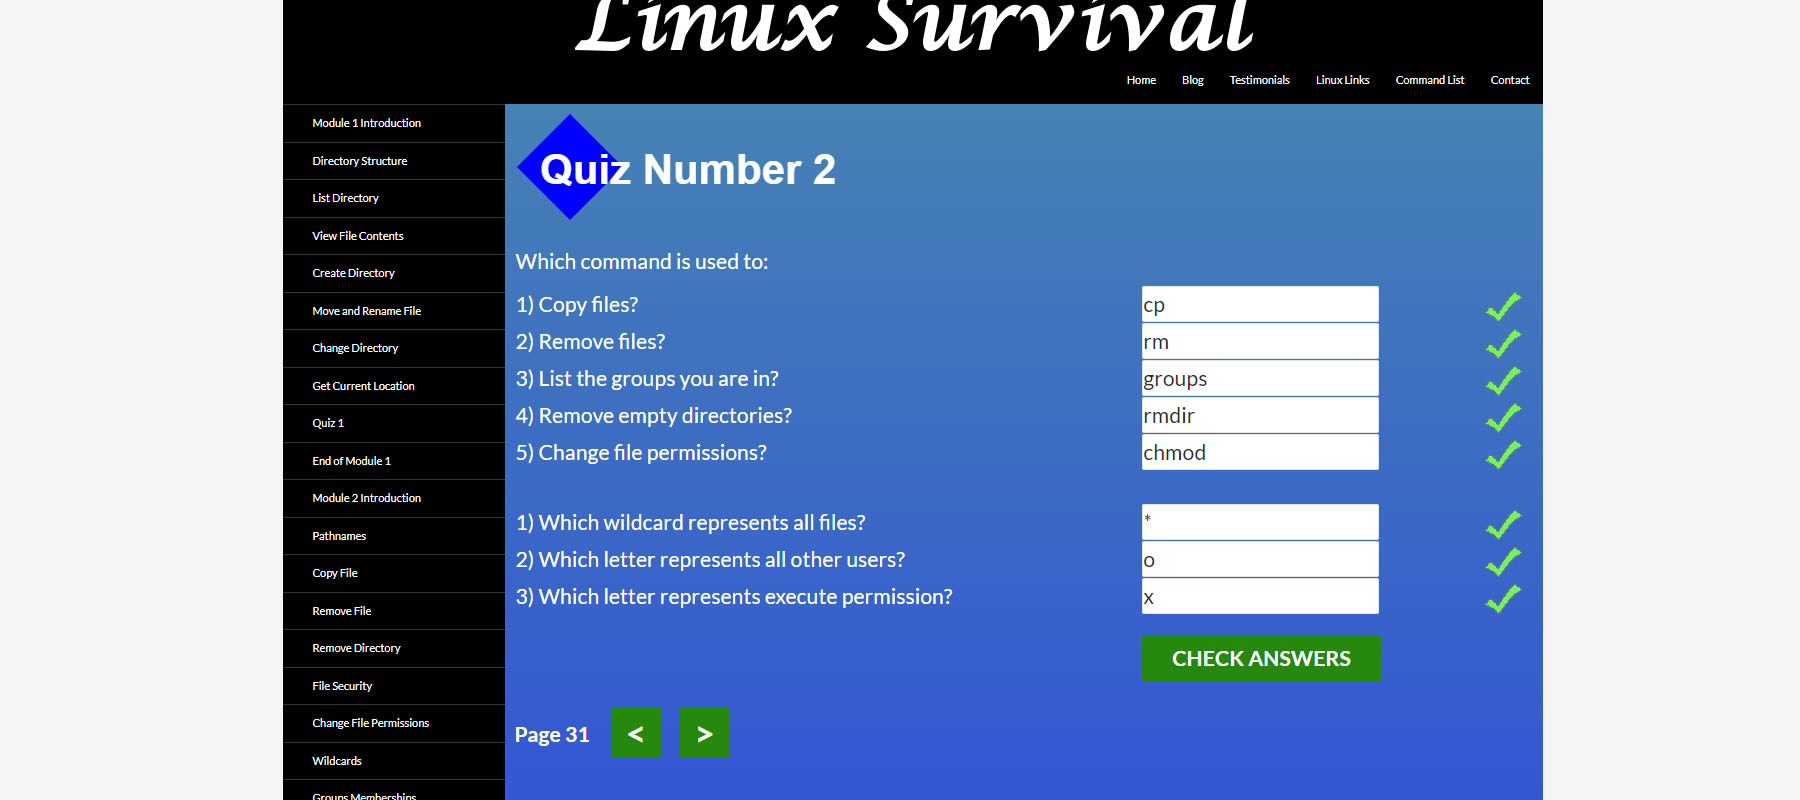 Linux Survival
Home Blog Testimonials Linux Links Command List Contact
Module 1 Introduction
Directory Structure
List Directory
View File Contents
Create Directory
Move and Rename File
Change Directory
Get Current Location
Quiz 1
End of Module 1
Module 2 Introduction
Pathnames
Copy File
Remove File
Remove Directory
File Security
Change File Permissions
Wildcards
Groups Memberships
Quiz Number 2
Which command is used to:
1) Copy files? cp
2) Remove files? rm
3) List the groups you are in? groups
4) Remove empty directories? rmdir
5) Change file permissions? chmod
1) Which wildcard represents all files? *
2) Which letter represents all other users? o
3) Which letter represents execute permission? x
CHECK ANSWERS
Page 31 < >